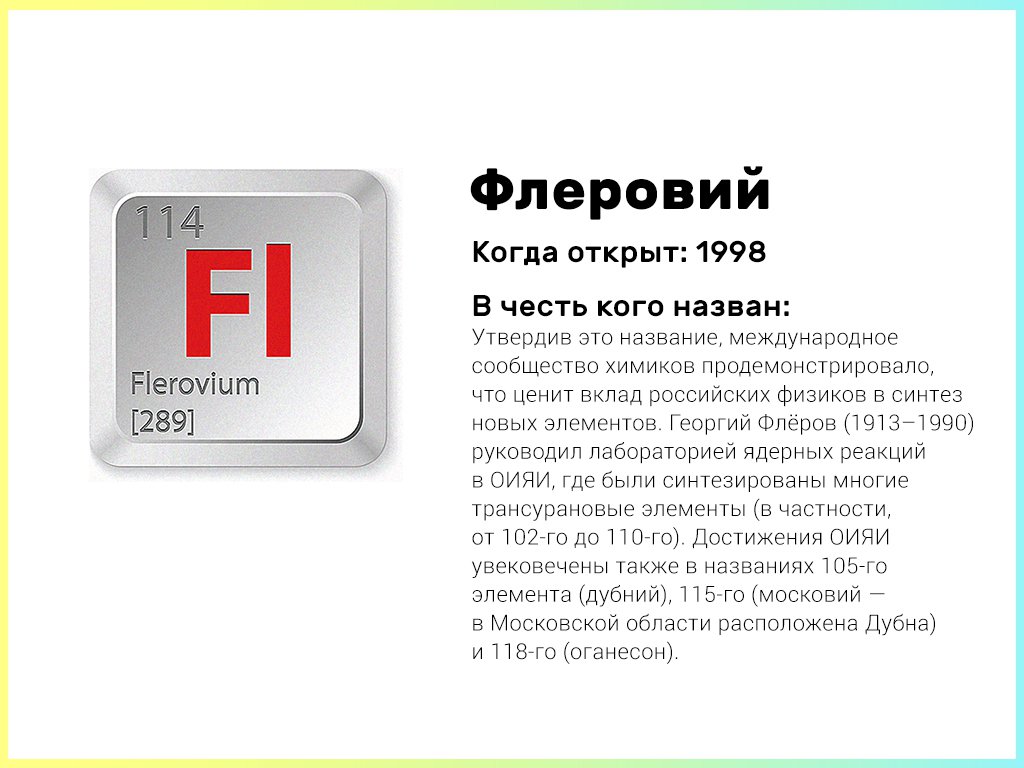 114
Fl
Flerovium
[289]
Флеровий
Когда открыт: 1998
В честь кого назван:
Утвердив это название, международное
сообщество химиков продемонстрировало,
что ценит вклад российских физиков в синтез
новых элементов. Георгий Флёров (1913–1990)
руководил лабораторией ядерных реакций
в ОИЯИ, где были синтезированы многие
трансурановые элементы (в частности,
от 102-го до 110-го). Достижения ОИЯИ
увековечены также в названиях 105-го
элемента (дубний), 115-го (московий —
в Московской области расположена Дубна)
и 118-го (оганесон).